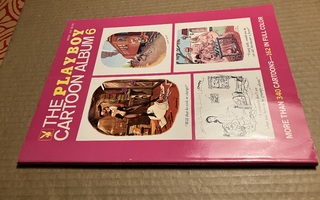 THE PLAYBOY
CARTOON ALBUM 6
MORE THAN 340 CARTOONS—162 IN FULL COLOR